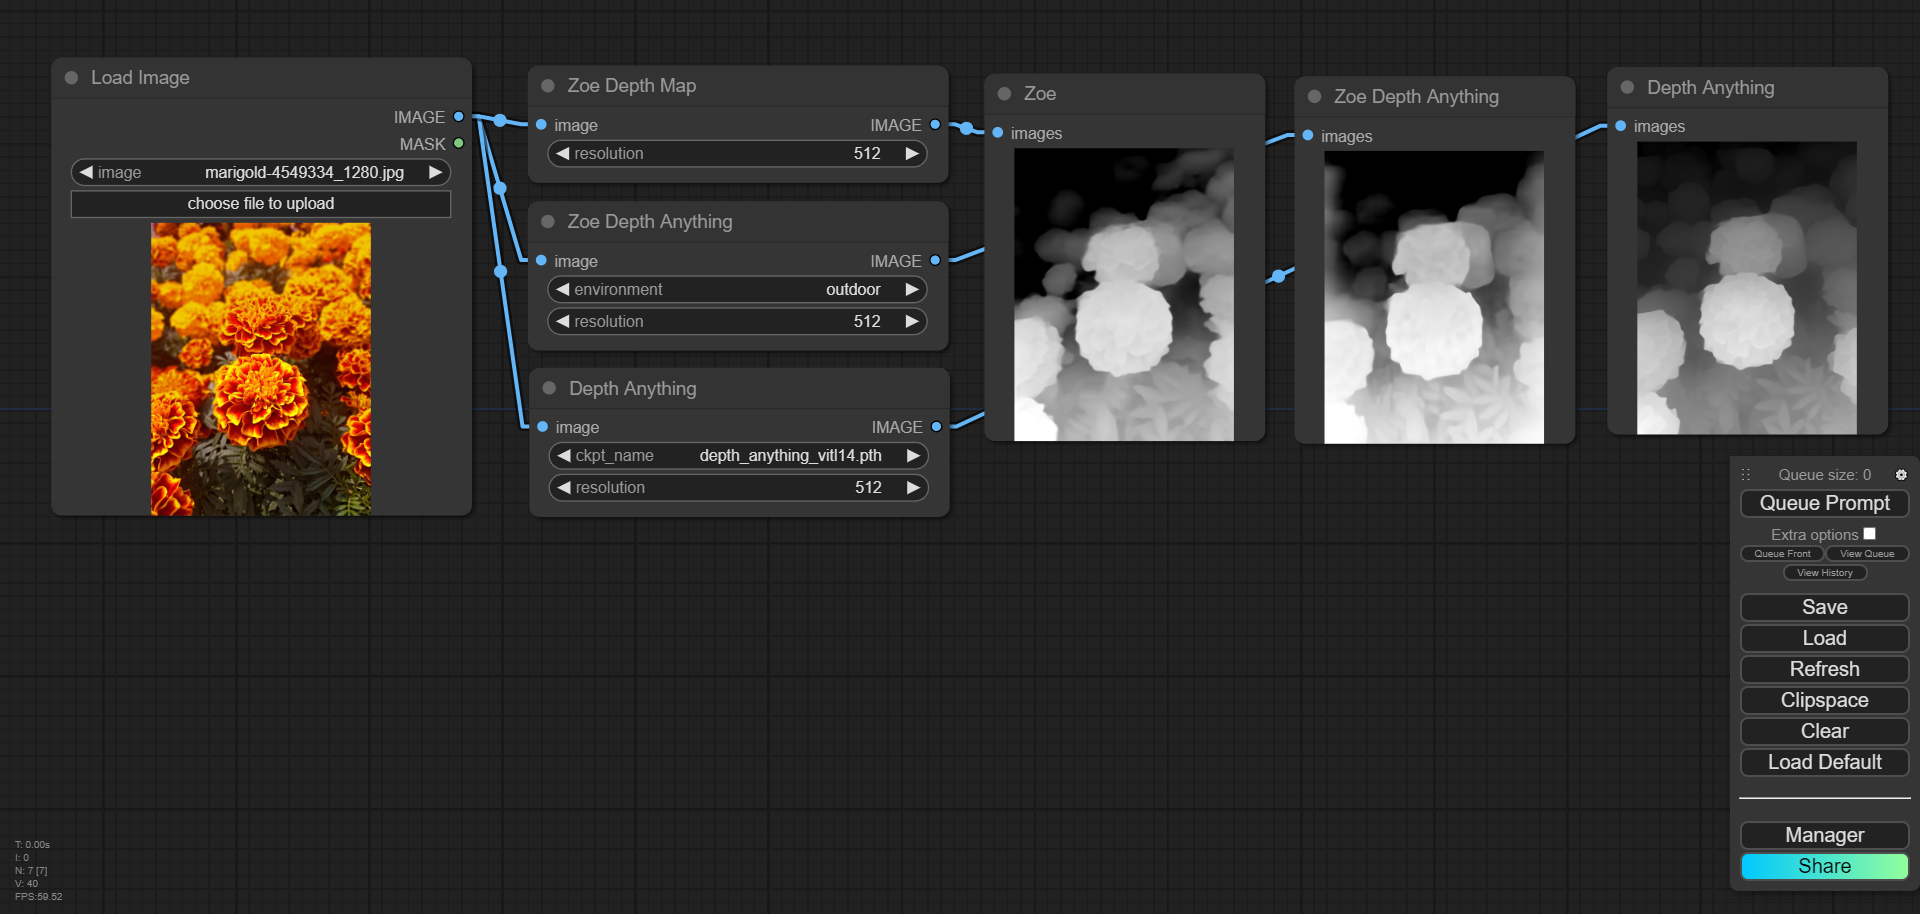 Load Image
IMAGE
MASK
image marigold-4549334_1280.jpg
choose file to upload
Zoe Depth Map
image IMAGE
resolution 512
Zoe Depth Anything
image IMAGE
environment outdoor
resolution 512
Depth Anything
image IMAGE
ckpt_name depth_anything_vitl14.pth
resolution 512
Zoe
images
Zoe Depth Anything
images
Depth Anything
images
Queue size: 0
Queue Prompt
Extra options
Queue Front View Queue
View History
Save
Load
Refresh
Clipspace
Clear
Load Default
Manager
Share
T: 0.00s
I: 0
N: 7 [7]
V: 40
FPS:59.52